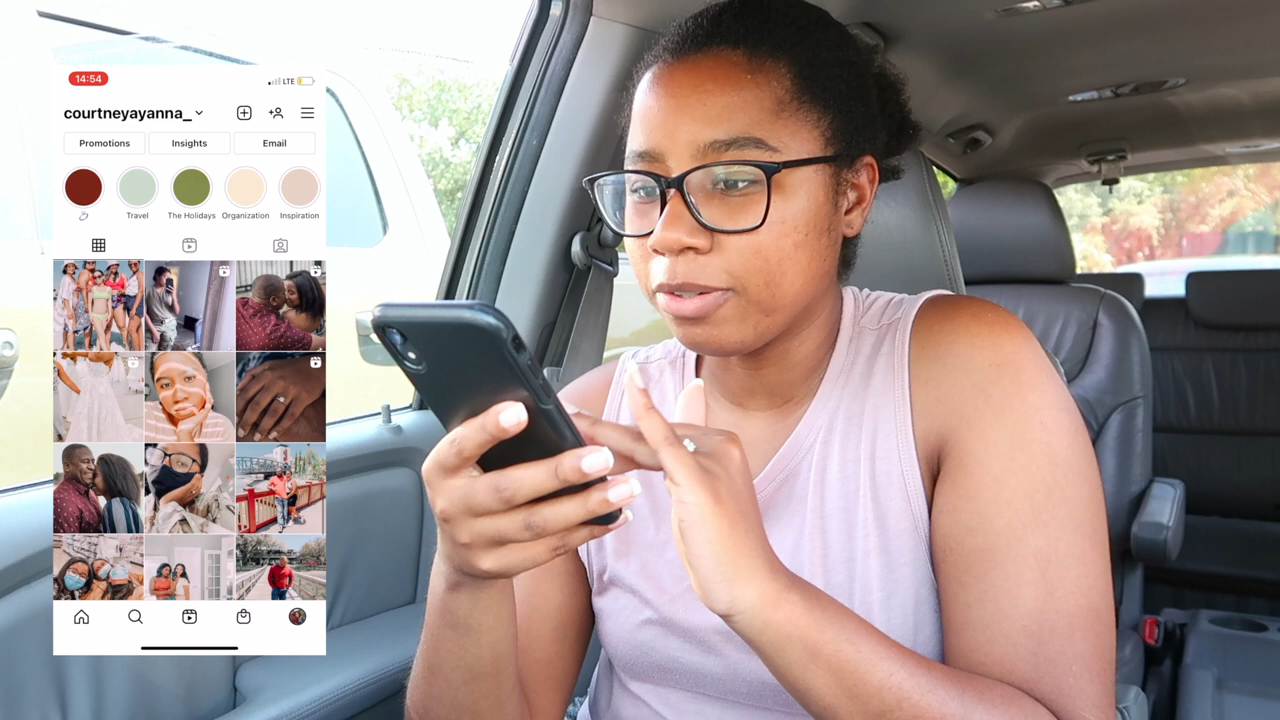 14:54
LTE
courtneyayanna_
Promotions Insights Email
Travel The Holidays Organization Inspiration